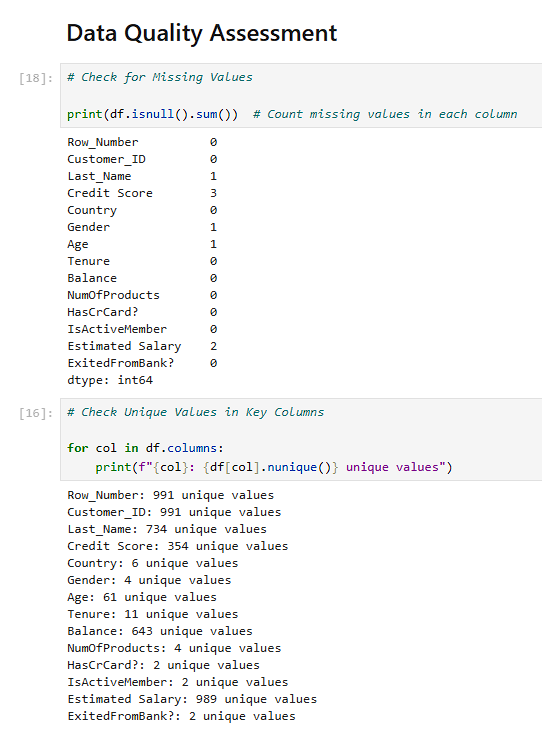 Data Quality Assessment
[18]:
# Check for Missing Values
print(df.isnull().sum())  # Count missing values in each column
Row_Number          0
Customer_ID         0
Last_Name           1
Credit Score        3
Country             0
Gender              1
Age                 1
Tenure              0
Balance             0
NumOfProducts       0
HasCrCard?          0
IsActiveMember      0
Estimated Salary    2
ExitedFromBank?     0
dtype: int64
[16]:
# Check Unique Values in Key Columns
for col in df.columns:
    print(f"{col}: {df[col].nunique()} unique values")
Row_Number: 991 unique values
Customer_ID: 991 unique values
Last_Name: 734 unique values
Credit Score: 354 unique values
Country: 6 unique values
Gender: 4 unique values
Age: 61 unique values
Tenure: 11 unique values
Balance: 643 unique values
NumOfProducts: 4 unique values
HasCrCard?: 2 unique values
IsActiveMember: 2 unique values
Estimated Salary: 989 unique values
ExitedFromBank?: 2 unique values